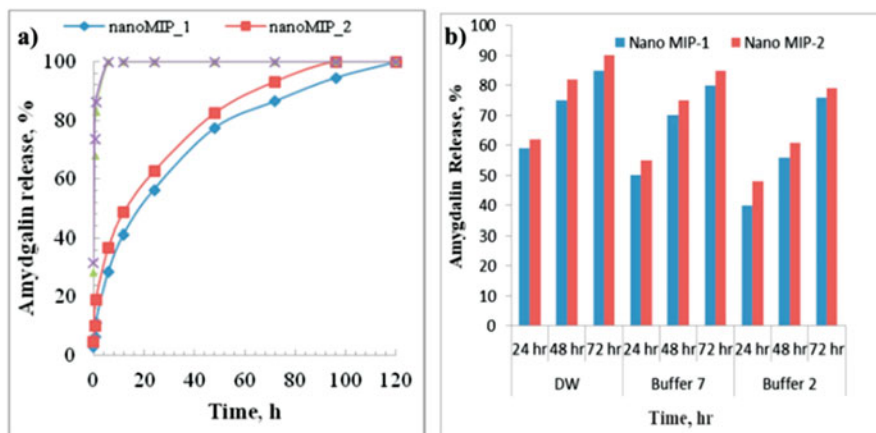 a)
nanoMIP_1 nanoMIP_2
Amydgalin release, %
100
80
60
40
20
0
0 20 40 60 80 100 120
Time, h
b)
Nano MIP-1 Nano MIP-2
Amygdalin Release, %
100
90
80
70
60
50
40
30
20
10
0
24 hr 48 hr 72 hr 24 hr 48 hr 72 hr 24 hr 48 hr 72 hr
DW Buffer 7 Buffer 2
Time, hr